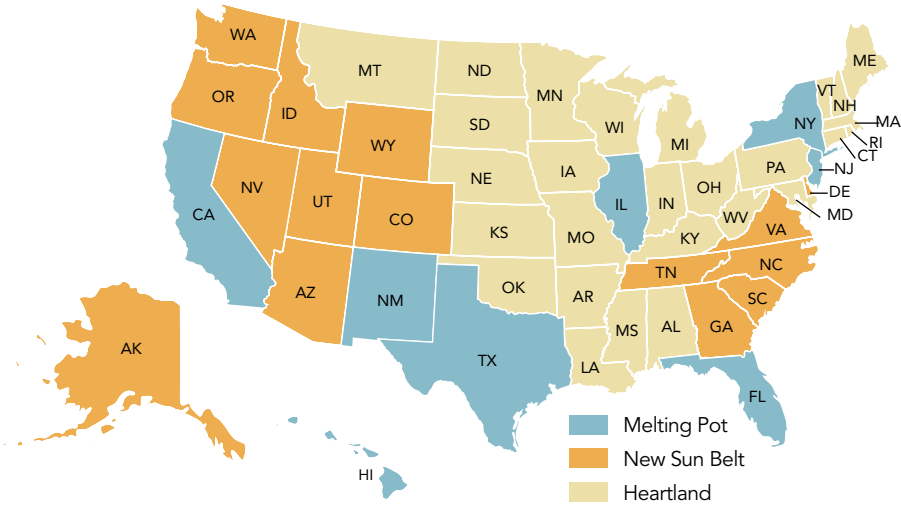 WA
ME
MT
ND
VT
MN
OR
NH
ID
SD
WI
NY
MA
MI
RI
WY
CT
PA
NJ
IA
NE
OH
NV
DE
UT
IL
IN
CA
CO
WV
MD
VA
KS
MO
KY
NC
TN
AZ
OK
NM
AR
SC
MS
AL
GA
AK
TX
LA
FL
Melting Pot
New Sun Belt
HI
Heartland